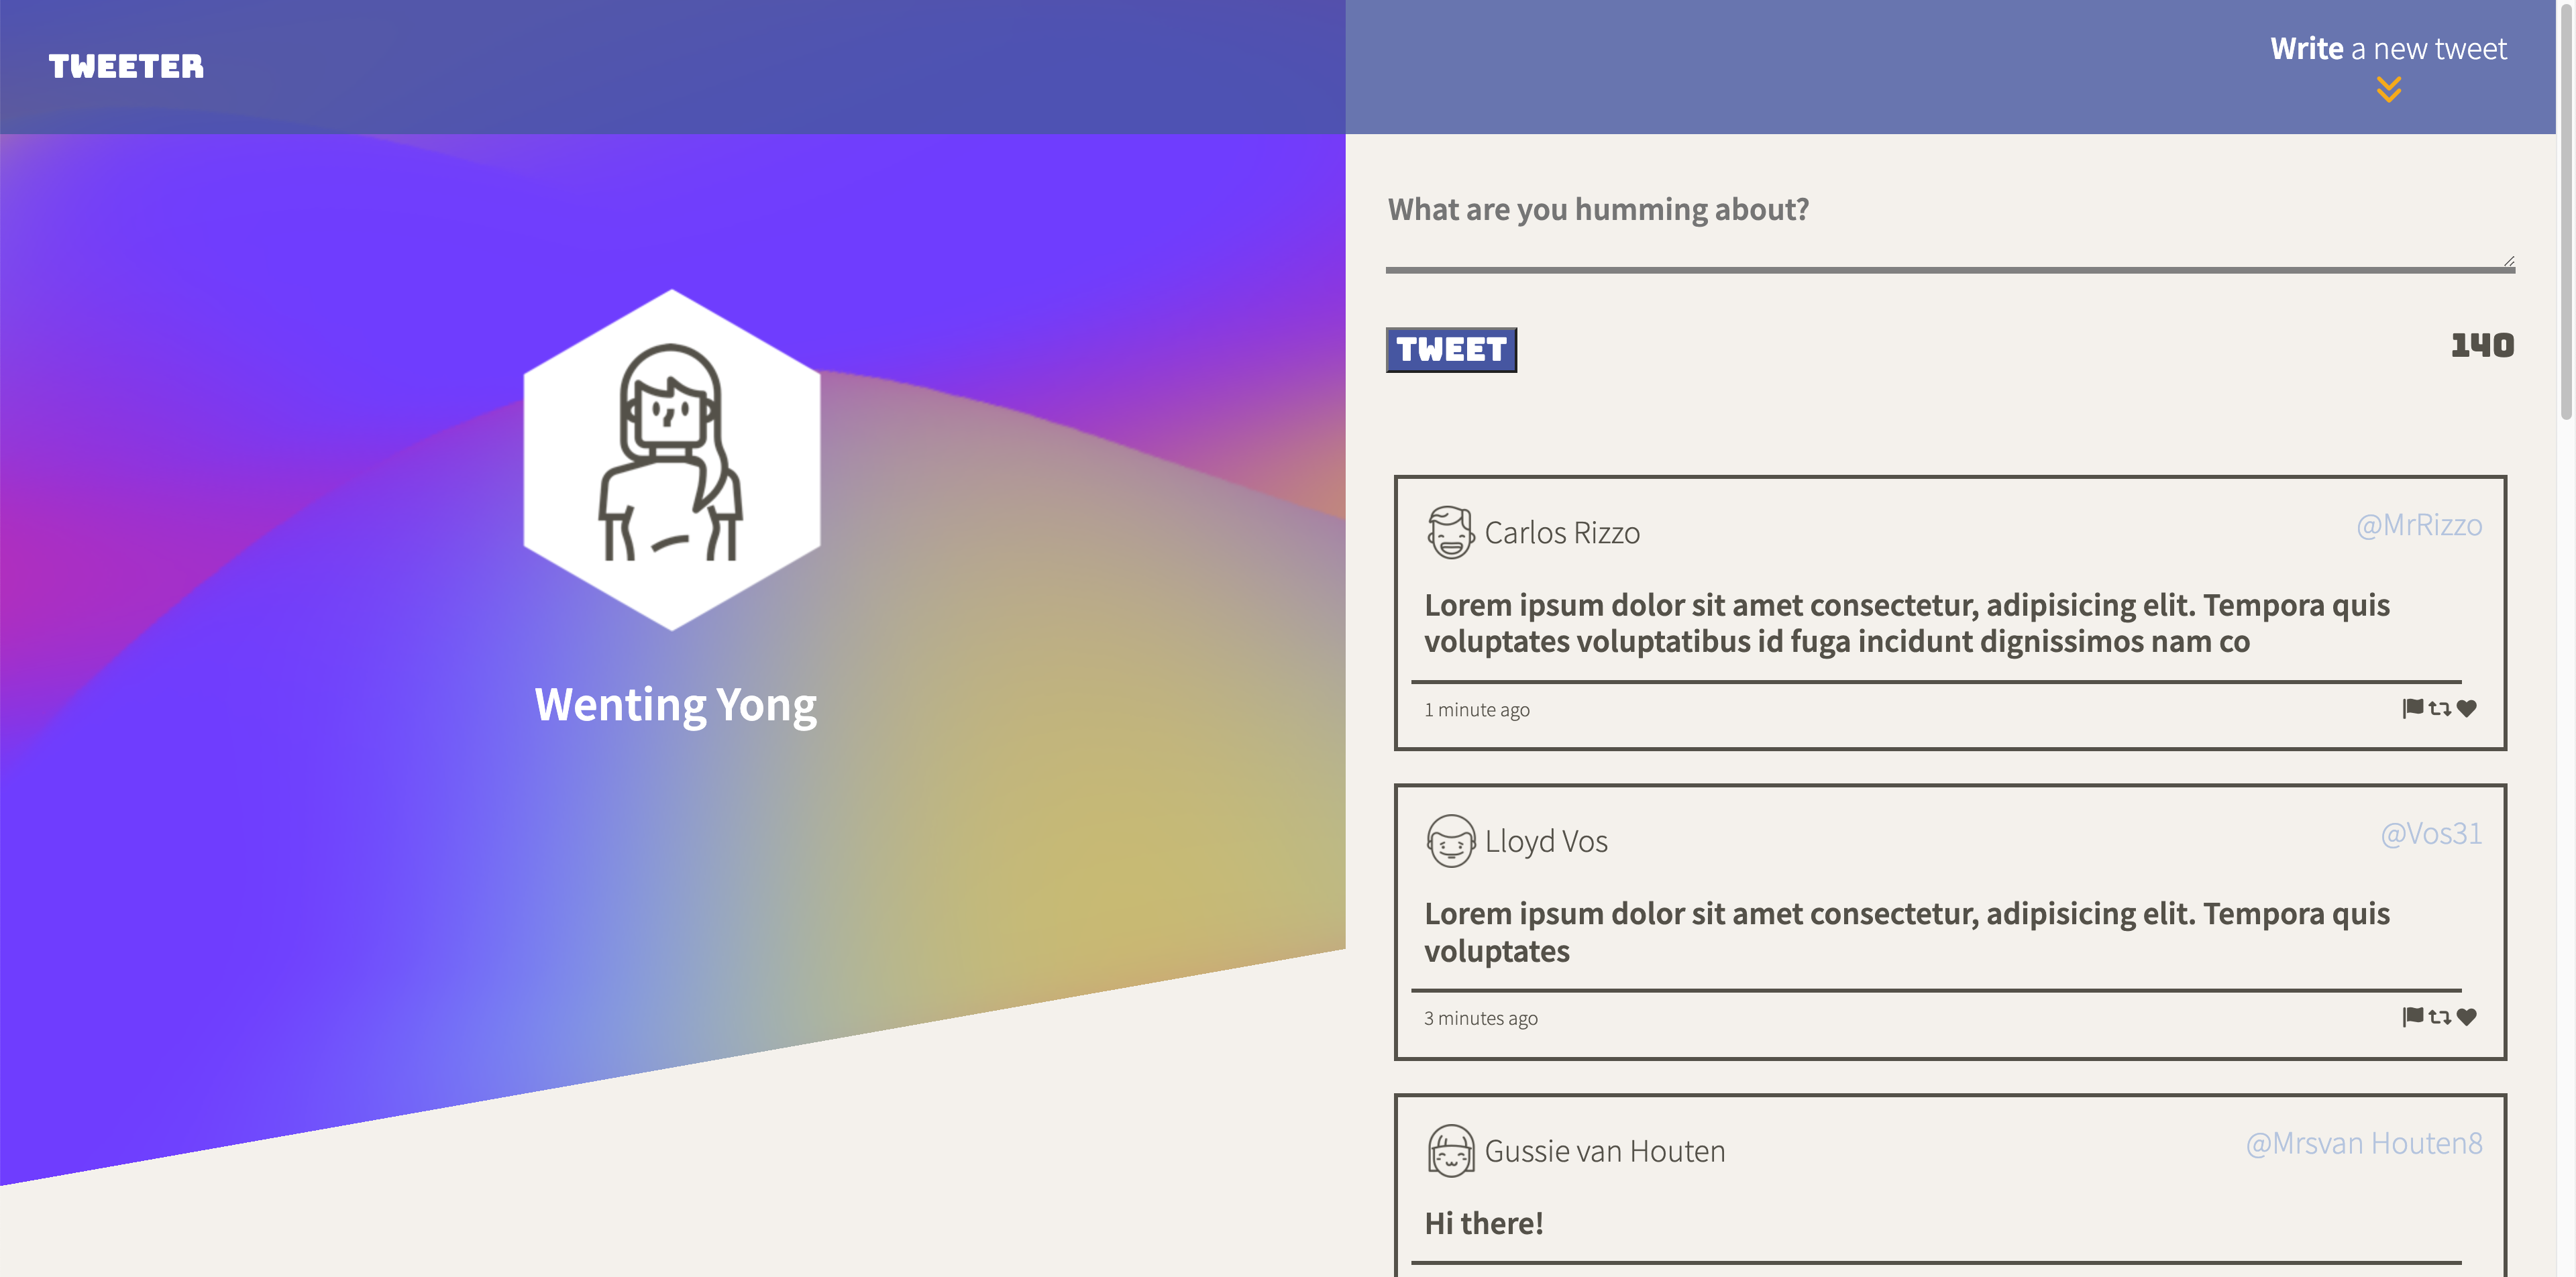 TWEETER
Write a new tweet
Wenting Yong
What are you humming about?
TWEET
140
Carlos Rizzo
@MrRizzo
Lorem ipsum dolor sit amet consectetur, adipisicing elit. Tempora quis
voluptates voluptatibus id fuga incidunt dignissimos nam co
1 minute ago
Lloyd Vos
@Vos31
Lorem ipsum dolor sit amet consectetur, adipisicing elit. Tempora quis
voluptates
3 minutes ago
Gussie van Houten
@Mrsvan Houten8
Hi there!